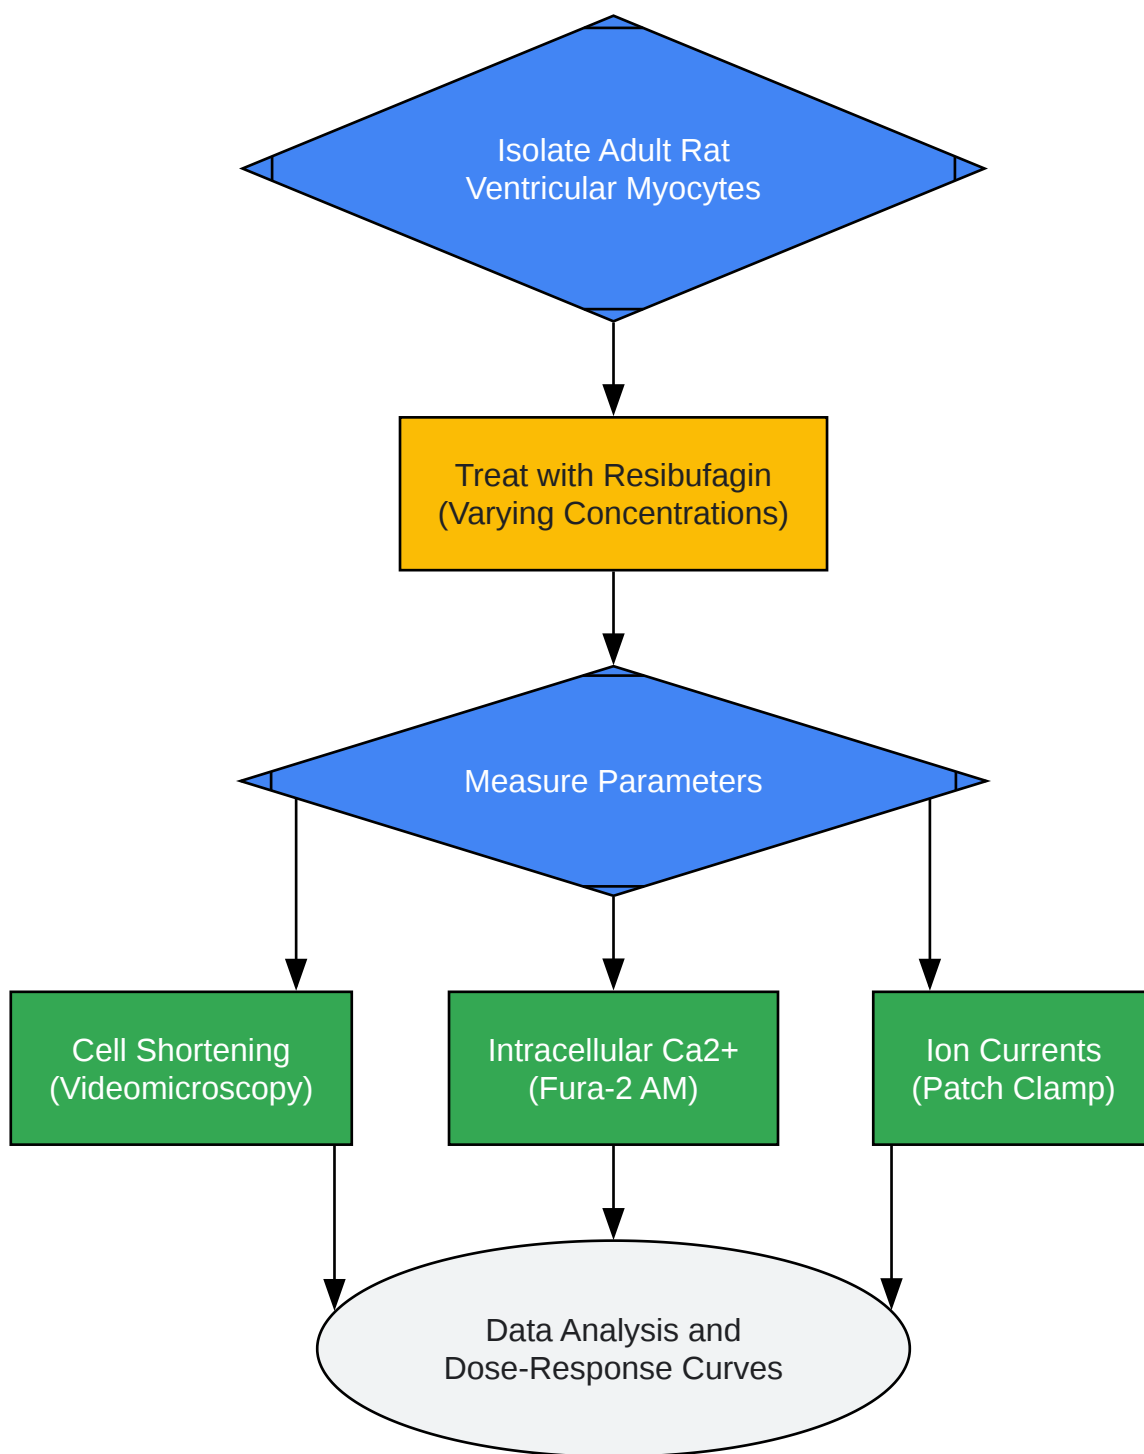 Isolate Adult Rat
Ventricular Myocytes
Treat with Resibufagin
(Varying Concentrations)
Measure Parameters
Cell Shortening
(Videomicroscopy)
Intracellular Ca2+
(Fura-2 AM)
Ion Currents
(Patch Clamp)
Data Analysis and
Dose-Response Curves